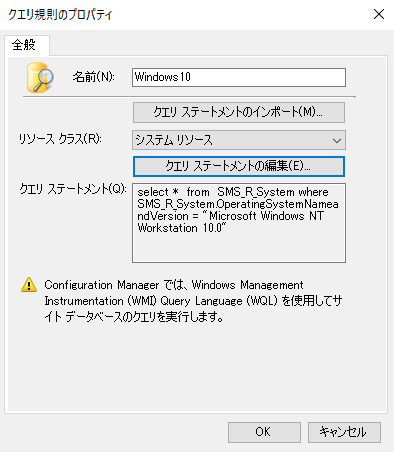 クエリ規則のプロパティ
全般
名前(N): Windows 10
クエリ ステートメントのインポート(M)...
リソース クラス(R): システム リソース
クエリ ステートメントの編集(E)...
クエリ ステートメント(Q): select *  from  SMS_R_System where
SMS_R_System.OperatingSystemNamea
ndVersion = "Microsoft Windows NT
Workstation 10.0"
Configuration Manager では、Windows Management
Instrumentation (WMI) Query Language (WQL) を使用してサ
イト データベースのクエリを実行します。
OK キャンセル